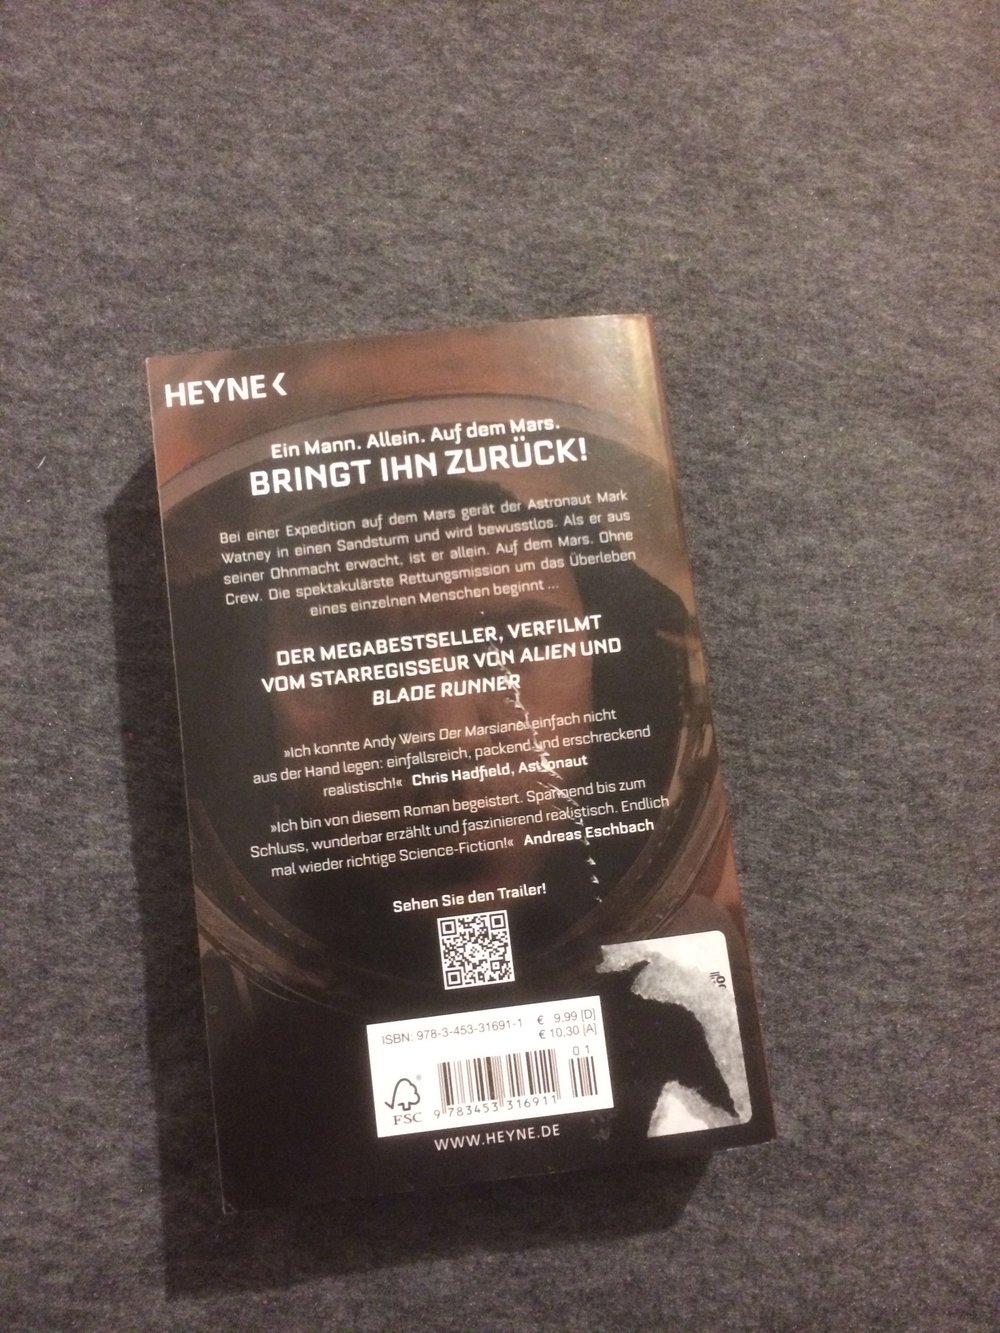 HEYNE<
Ein Mann. Allein. Auf dem Mars.
BRINGT IHN ZURÜCK!
Bei einer Expedition auf dem Mars gerät der Astronaut Mark
Watney in einen Sandsturm und wird bewusstlos. Als er aus
seiner Ohnmacht erwacht, ist er allein. Auf dem Mars. Ohne
Crew. Die spektakulärste Rettungsmission um das Überleben
eines einzelnen Menschen beginnt ...
DER MEGABESTSELLER, VERFILMT
VOM STARREGISSEUR VON ALIEN UND
BLADE RUNNER
»Ich konnte Andy Weirs Der Marsianer einfach nicht
aus der Hand legen: einfallsreich, packend und erschreckend
realistisch!« Chris Hadfield, Astronaut
»Ich bin von diesem Roman begeistert. Spannend bis zum
Schluss, wunderbar erzählt und faszinierend realistisch. Endlich
mal wieder richtige Science-Fiction!« Andreas Eschbach
Sehen Sie den Trailer!
ISBN: 978-3-453-31691-1 € 9,99 [D]
€ 10,30 [A]
01
FSC®
9 783453 316911
WWW.HEYNE.DE